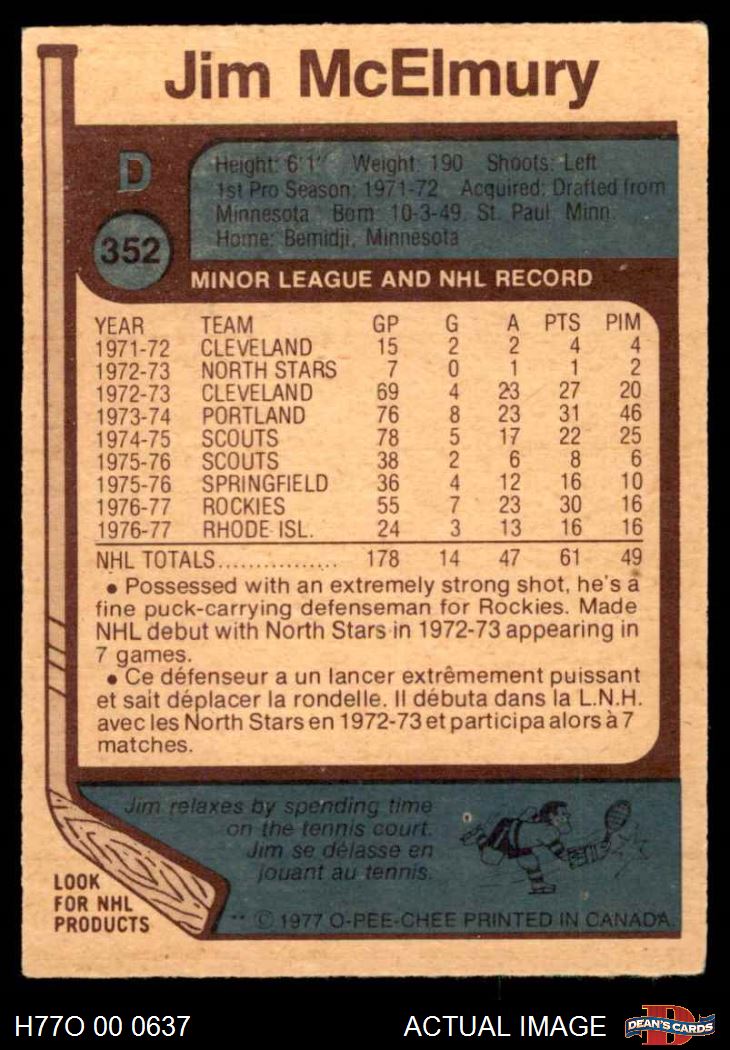 Jim McElmury
D
Height: 6'1" Weight: 190 Shoots: Left
1st Pro Season: 1971-72 Acquired: Drafted from
Minnesota Born: 10-3-49, St. Paul, Minn.
Home: Bemidji, Minnesota
352
MINOR LEAGUE AND NHL RECORD
YEAR TEAM GP G A PTS PIM
1971-72 CLEVELAND 15 2 2 4 4
1972-73 NORTH STARS 7 0 1 1 2
1972-73 CLEVELAND 69 4 23 27 20
1973-74 PORTLAND 76 8 23 31 46
1974-75 SCOUTS 78 5 17 22 25
1975-76 SCOUTS 38 2 6 8 6
1975-76 SPRINGFIELD 36 4 12 16 10
1976-77 ROCKIES 55 7 23 30 16
1976-77 RHODE ISL. 24 3 13 16 16
NHL TOTALS................ 178 14 47 61 49
• Possessed with an extremely strong shot, he's a
fine puck-carrying defenseman for Rockies. Made
NHL debut with North Stars in 1972-73 appearing in
7 games.
• Ce défenseur a un lancer extrêmement puissant
et sait déplacer la rondelle. Il débuta dans la L.N.H.
avec les North Stars en 1972-73 et participa alors à 7
matches.
Jim relaxes by spending time
on the tennis court.
Jim se délasse en
jouant au tennis.
LOOK
FOR NHL
PRODUCTS
** © 1977 O-PEE-CHEE PRINTED IN CANADA
H77O 00 0637
ACTUAL IMAGE
D
DEAN'S CARDS